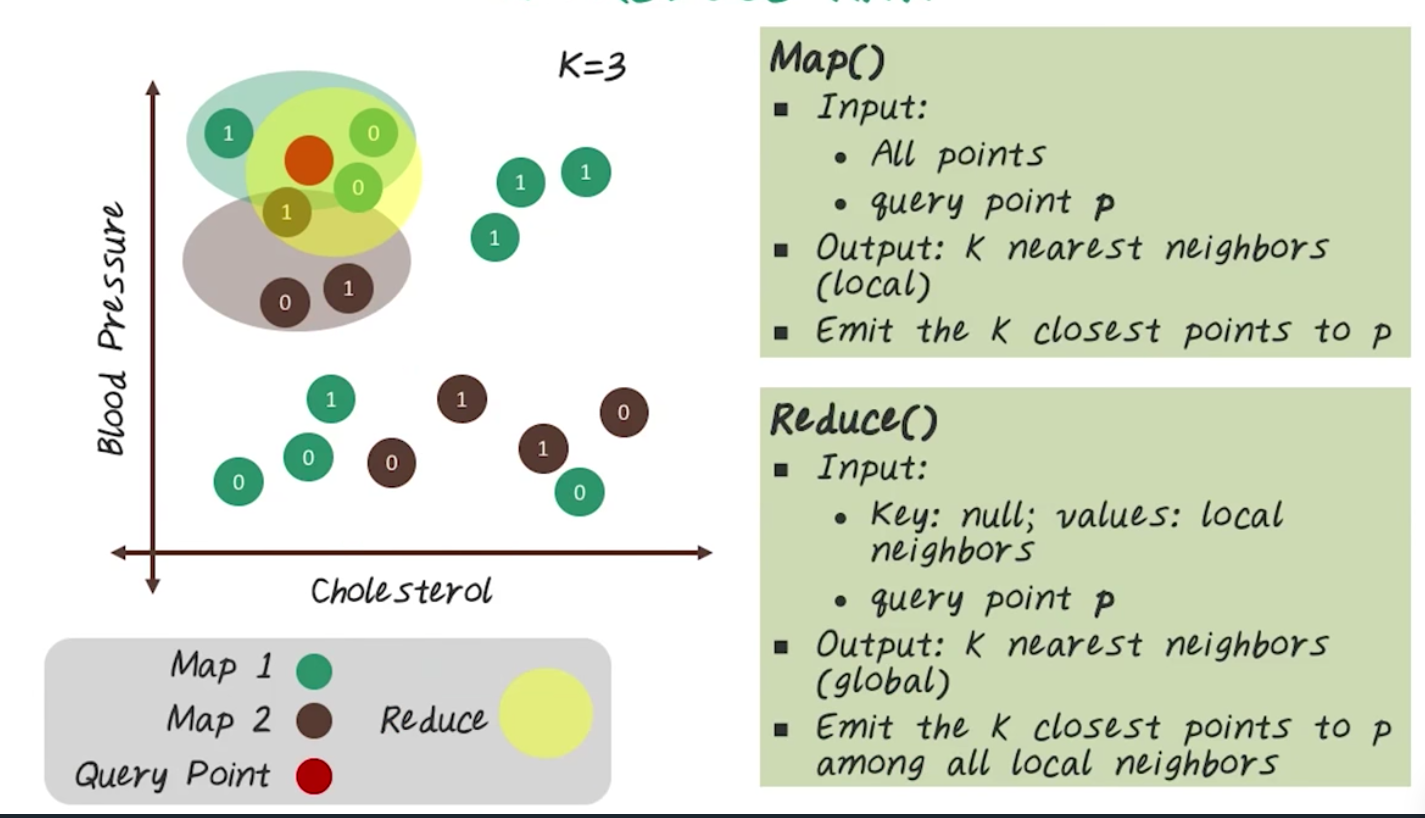 K=3
1
0
0
1
0
1
1
1
1
1
0
0
1
0
1
0
0
Blood Pressure
Cholesterol
Map 1
Map 2
Query Point
Reduce
Map()
▪ Input:
• All points
• query point p
▪ Output: K nearest neighbors
(local)
▪ Emit the K closest points to p
Reduce()
▪ Input:
• Key: null; values: local
neighbors
• query point p
▪ Output: K nearest neighbors
(global)
▪ Emit the K closest points to p
among all local neighbors